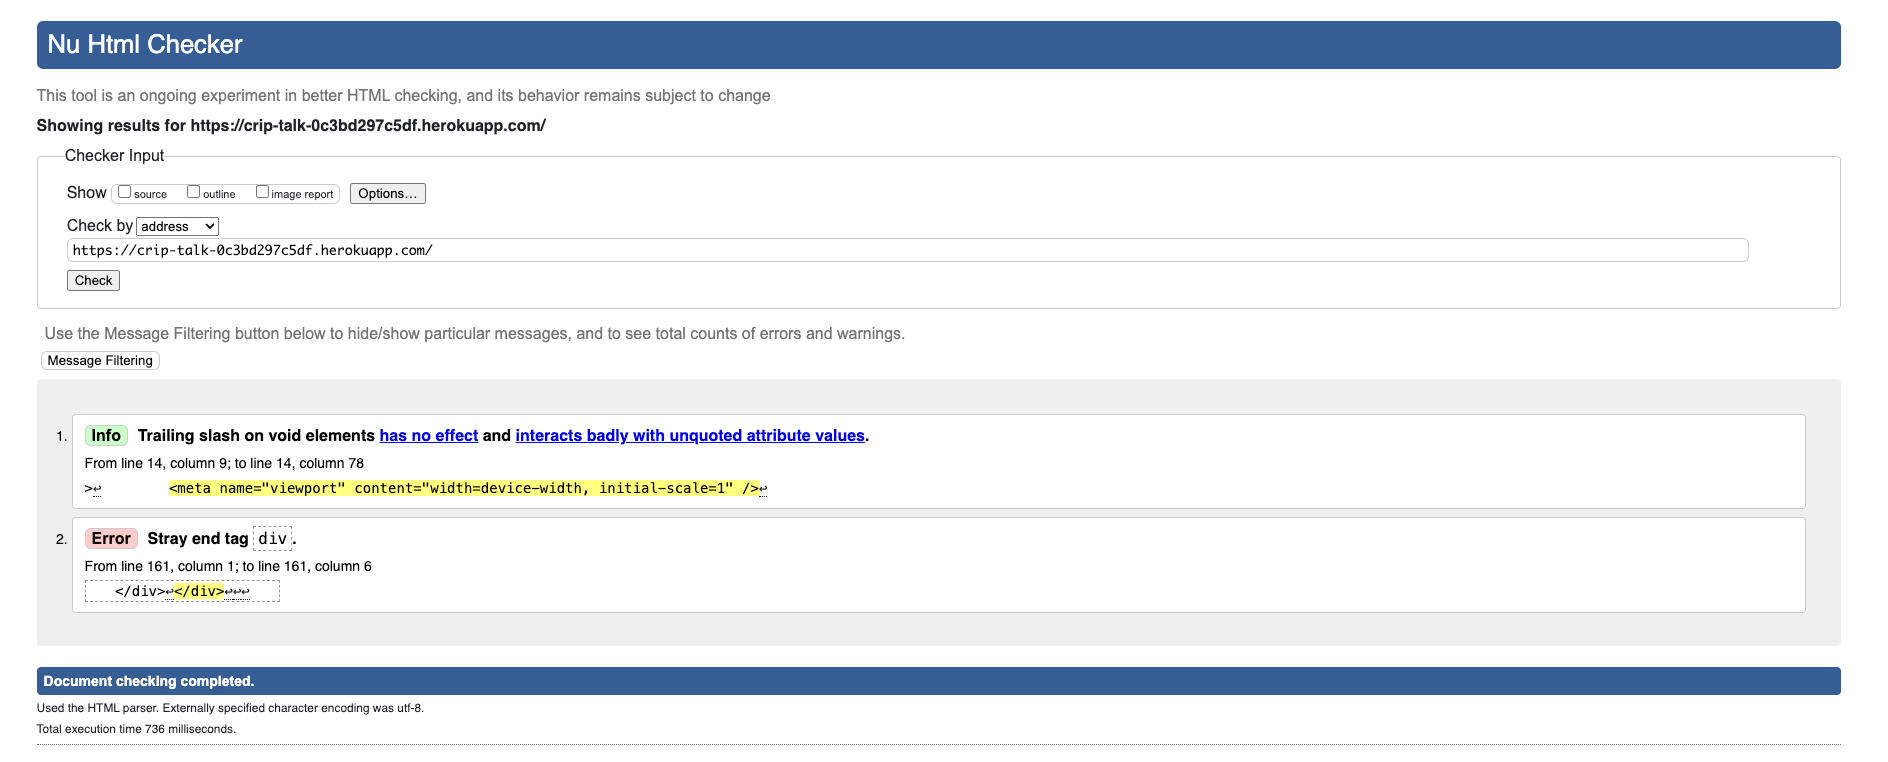 Nu Html Checker
This tool is an ongoing experiment in better HTML checking, and its behavior remains subject to change
Showing results for https://crip-talk-0c3bd297c5df.herokuapp.com/
Checker Input
Show source outline image report Options…
Check by address
https://crip-talk-0c3bd297c5df.herokuapp.com/
Check
Use the Message Filtering button below to hide/show particular messages, and to see total counts of errors and warnings.
Message Filtering
1. Info Trailing slash on void elements has no effect and interacts badly with unquoted attribute values.
From line 14, column 9; to line 14, column 78
>↩ <meta name="viewport" content="width=device-width, initial-scale=1" />↩
2. Error Stray end tag div.
From line 161, column 1; to line 161, column 6
</div>↩</div>↩↩↩
Document checking completed.
Used the HTML parser. Externally specified character encoding was utf-8.
Total execution time 736 milliseconds.